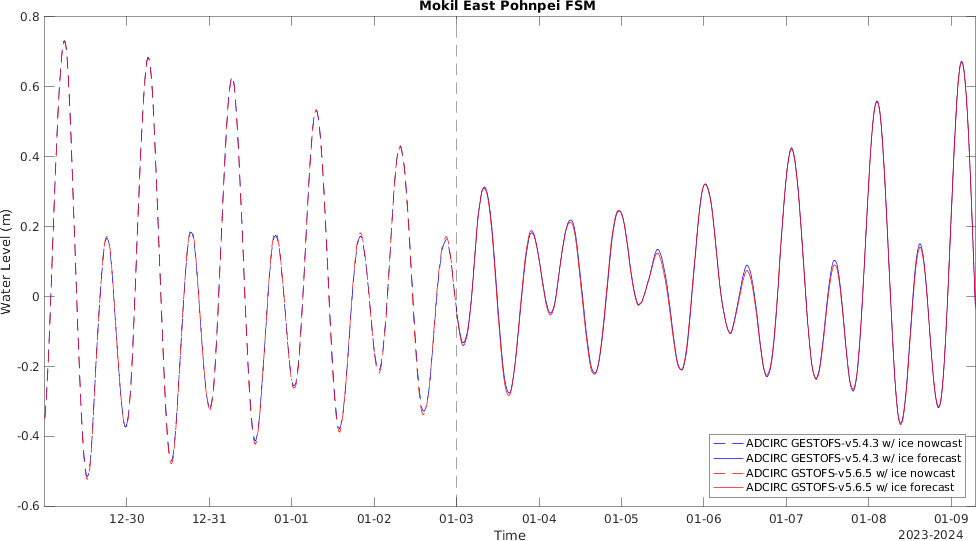 Mokil East Pohnpei FSM
0.8
0.6
0.4
0.2
0
-0.2
-0.4
-0.6
Water Level (m)
ADCIRC GESTOFS-v5.4.3 w/ ice nowcast
ADCIRC GESTOFS-v5.4.3 w/ ice forecast
ADCIRC GSTOFS-v5.6.5 w/ ice nowcast
ADCIRC GSTOFS-v5.6.5 w/ ice forecast
12-30 12-31 01-01 01-02 01-03 01-04 01-05 01-06 01-07 01-08 01-09
Time
2023-2024